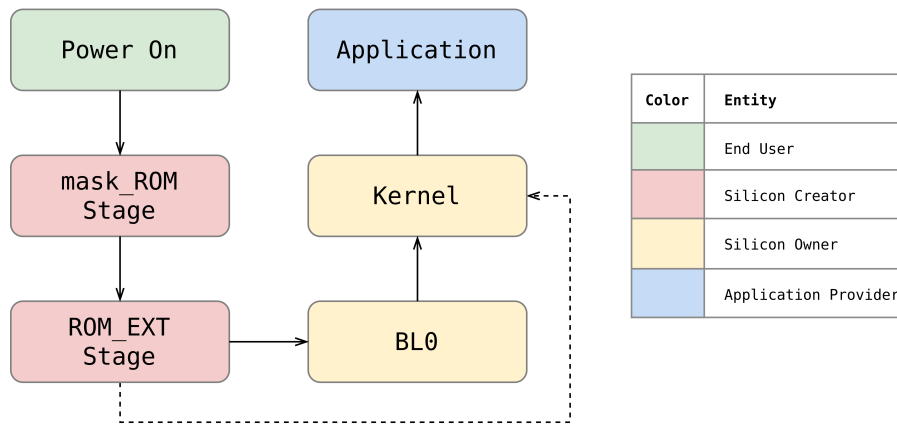 Power On
Application
mask_ROM
Stage
Kernel
ROM_EXT
Stage
BL0
Color Entity
End User
Silicon Creator
Silicon Owner
Application Provider